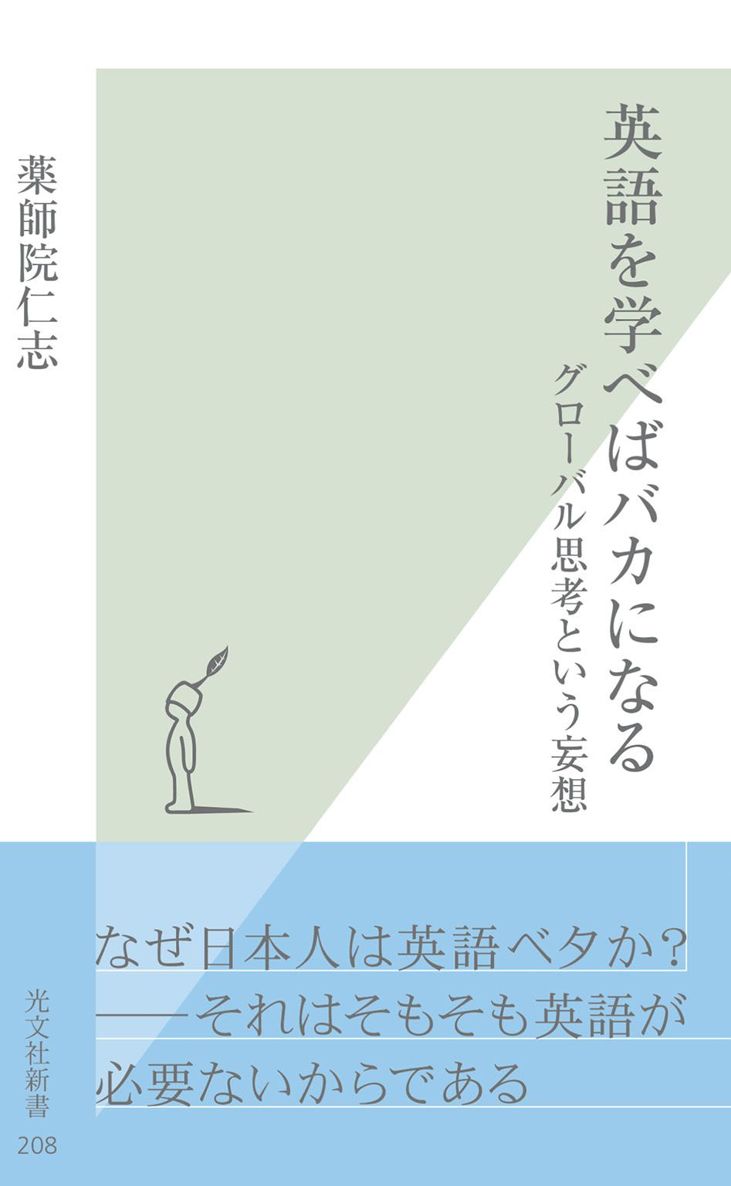 英語を学べばバカになる
グローバル思考という妄想
薬師院仁志
なぜ日本人は英語ベタか?
――それはそもそも英語が
必要ないからである
光文社新書
208